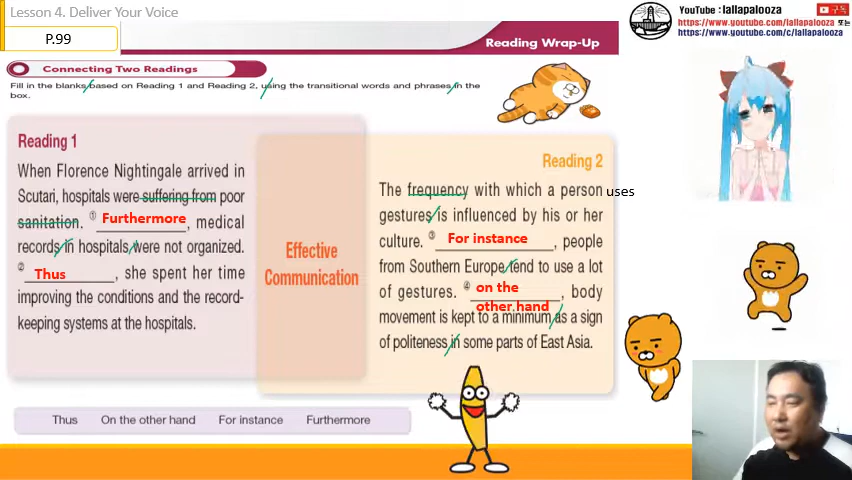 Lesson 4. Deliver Your Voice
P.99
YouTube : lallapalooza
구독
https://www.youtube.com/lallapalooza 또는
https://www.youtube.com/c/lallapalooza
Reading Wrap-Up
Connecting Two Readings
Fill in the blanks based on Reading 1 and Reading 2, using the transitional words and phrases in the
box.
Reading 1
When Florence Nightingale arrived in
Scutari, hospitals were suffering from poor
sanitation. ① Furthermore, medical
records in hospitals were not organized.
② Thus, she spent her time
improving the conditions and the record-
keeping systems at the hospitals.
Effective
Communication
Reading 2
The frequency with which a person uses
gestures is influenced by his or her
culture. ③ For instance, people
from Southern Europe tend to use a lot
of gestures. ④ on the other hand, body
movement is kept to a minimum as a sign
of politeness in some parts of East Asia.
Thus On the other hand For instance Furthermore